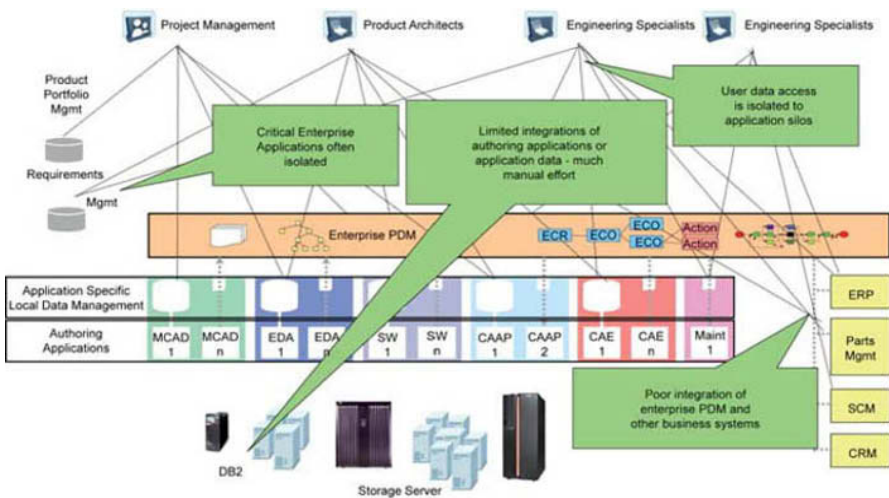 Project Management
Product Architects
Engineering Specialists
Engineering Specialists
Product
Portfolio
Mgmt
Requirements
Mgmt
Critical Enterprise
Applications often
isolated
Limited integrations of
authoring applications or
application data - much
manual effort
User data access
is isolated to
application silos
Enterprise PDM
ECR
ECO
ECO
ECO
Action
Action
Application Specific
Local Data Management
Authoring
Applications
MCAD
1
MCAD
n
EDA
1
EDA
n
SW
1
SW
n
CAAP
1
CAAP
2
CAE
1
CAE
n
Maint
1
ERP
Parts
Mgmt
SCM
CRM
Poor integration of
enterprise PDM and
other business systems
DB2
Storage Server